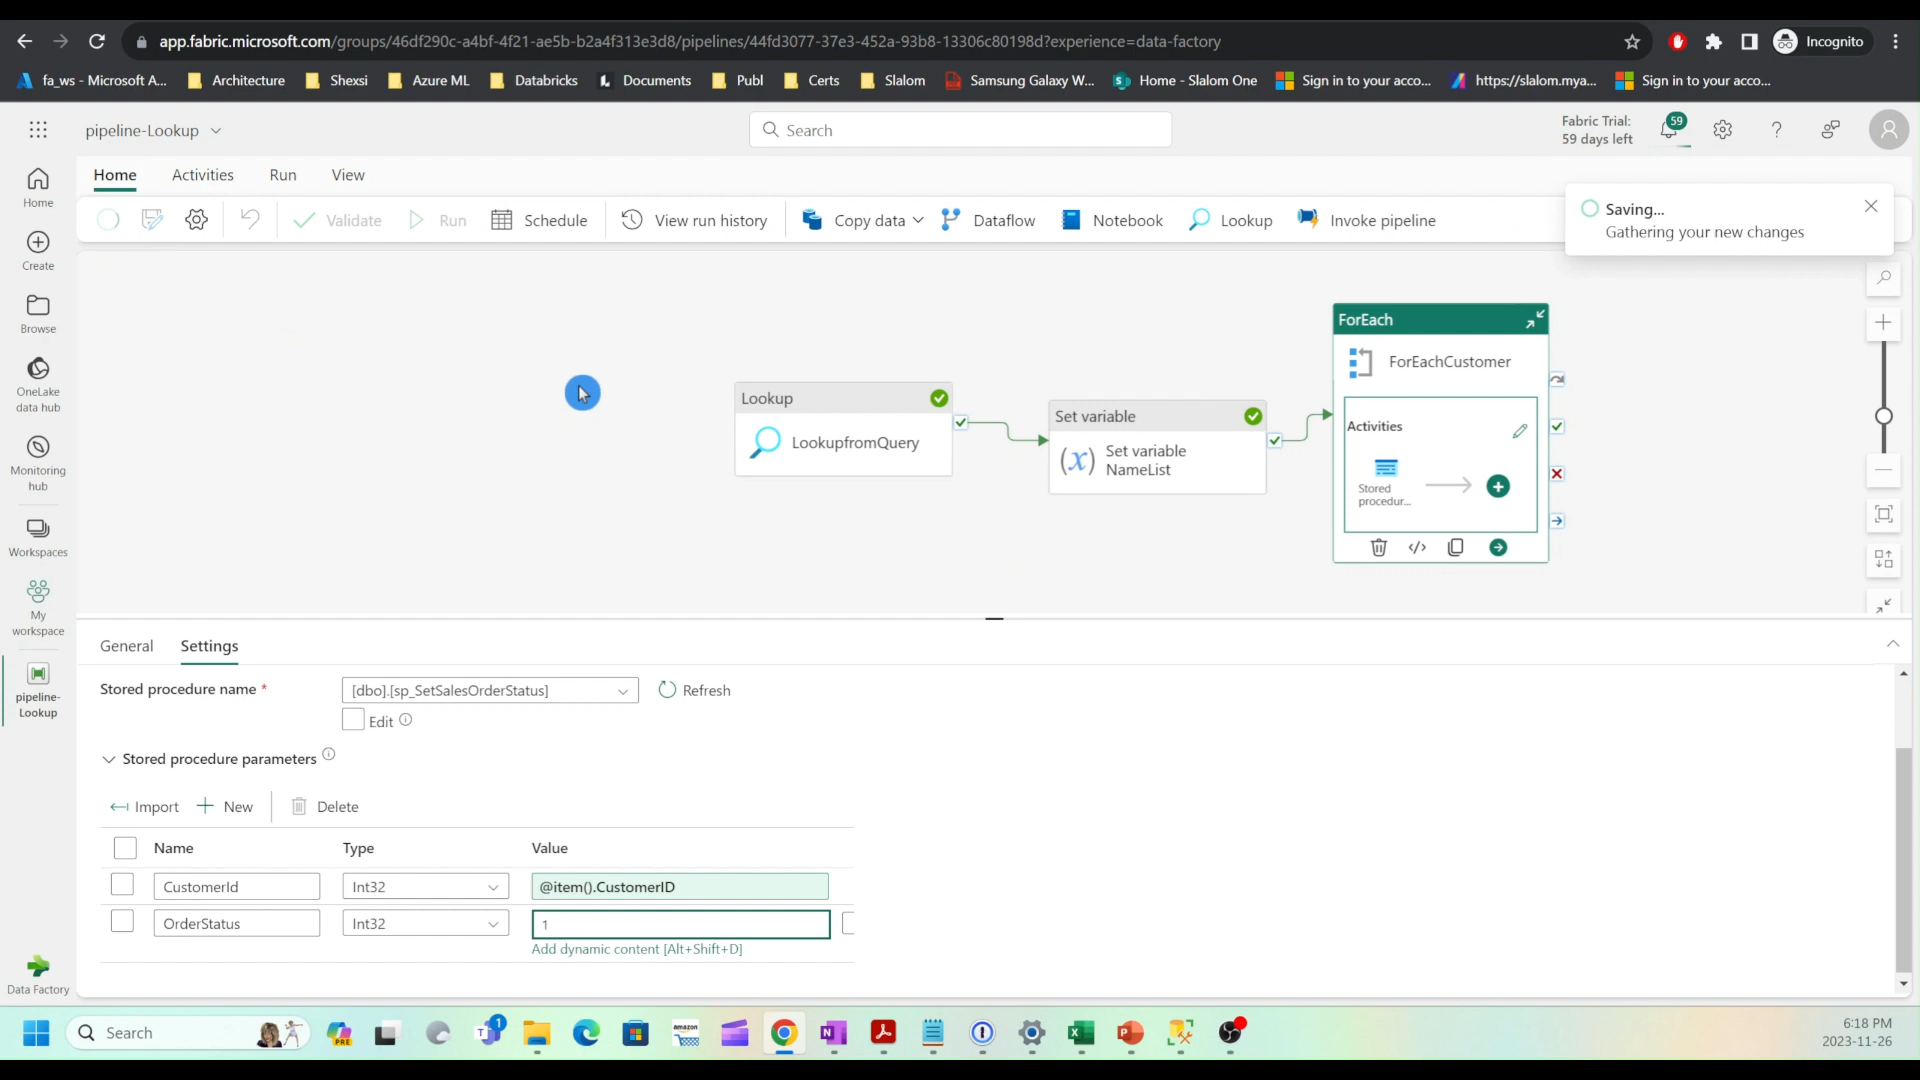 app.fabric.microsoft.com/groups/46df290c-a4bf-4f21-ae5b-b2a4f313e3d8/pipelines/44fd3077-37e3-452a-93b8-13306c80198d?experience=data-factory
Incognito
fa_ws - Microsoft A...
Architecture
Shexsi
Azure ML
Databricks
Documents
Publ
Certs
Slalom
Samsung Galaxy W...
Home - Slalom One
Sign in to your acco...
https://slalom.mya...
Sign in to your acco...
pipeline-Lookup
Search
Fabric Trial:
59 days left
59
Home
Activities
Run
View
Validate
Run
Schedule
View run history
Copy data
Dataflow
Notebook
Lookup
Invoke pipeline
Saving...
Gathering your new changes
Home
Create
Browse
OneLake
data hub
Monitoring
hub
Workspaces
My
workspace
pipeline-
Lookup
Data Factory
Lookup
LookupfromQuery
Set variable
(x)
Set variable
NameList
ForEach
ForEachCustomer
Activities
Stored
procedur...
General
Settings
Stored procedure name *
[dbo].[sp_SetSalesOrderStatus]
Refresh
Edit
Stored procedure parameters
Import
New
Delete
Name
Type
Value
CustomerId
Int32
@item().CustomerID
OrderStatus
Int32
1
Add dynamic content [Alt+Shift+D]
Search
PRE
1
amazon
6:18 PM
2023-11-26